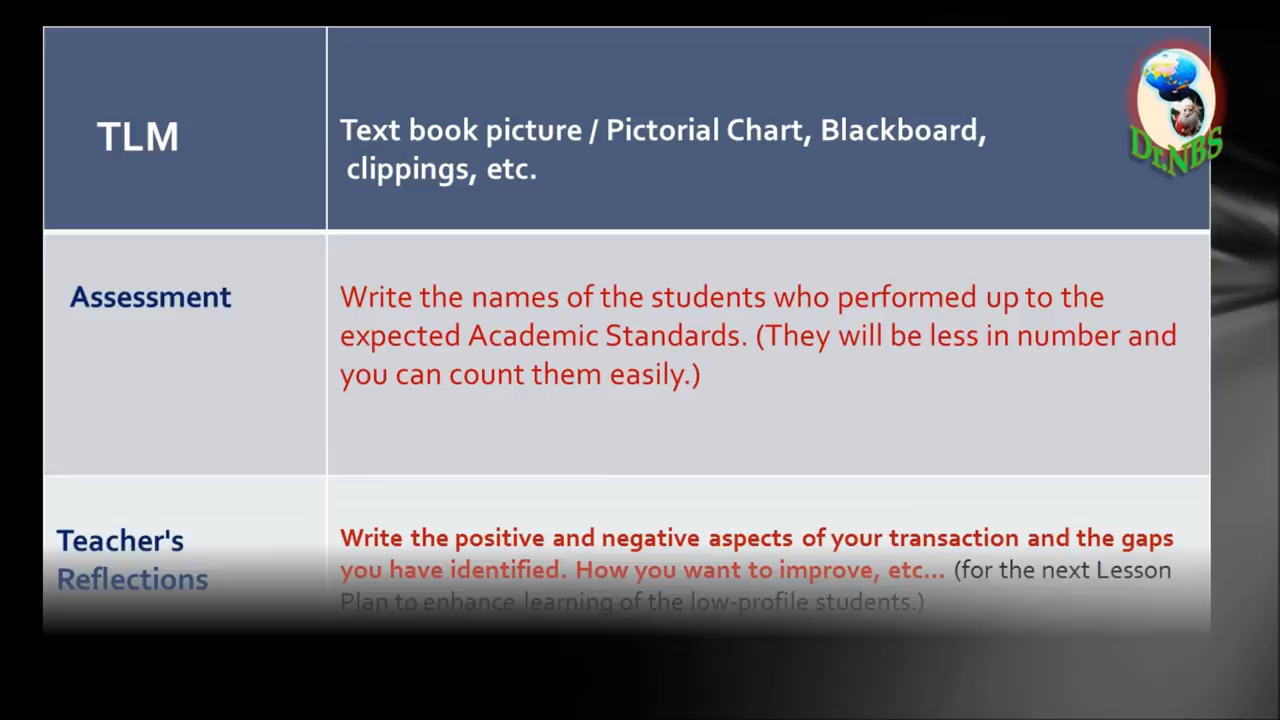 TLM
Text book picture / Pictorial Chart, Blackboard,
clippings, etc.
Dr.NBS
Assessment
Write the names of the students who performed up to the
expected Academic Standards. (They will be less in number and
you can count them easily.)
Teacher's
Reflections
Write the positive and negative aspects of your transaction and the gaps
you have identified. How you want to improve, etc... (for the next Lesson
Plan to enhance learning of the low-profile students.)